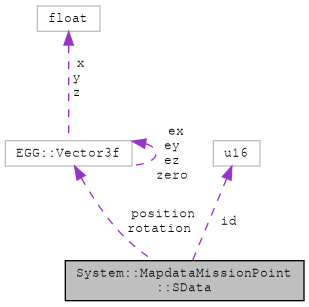 float
x
y
z
ex
ey
ez
zero
EGG::Vector3f
u16
position
rotation
id
System::MapdataMissionPoint
::SData